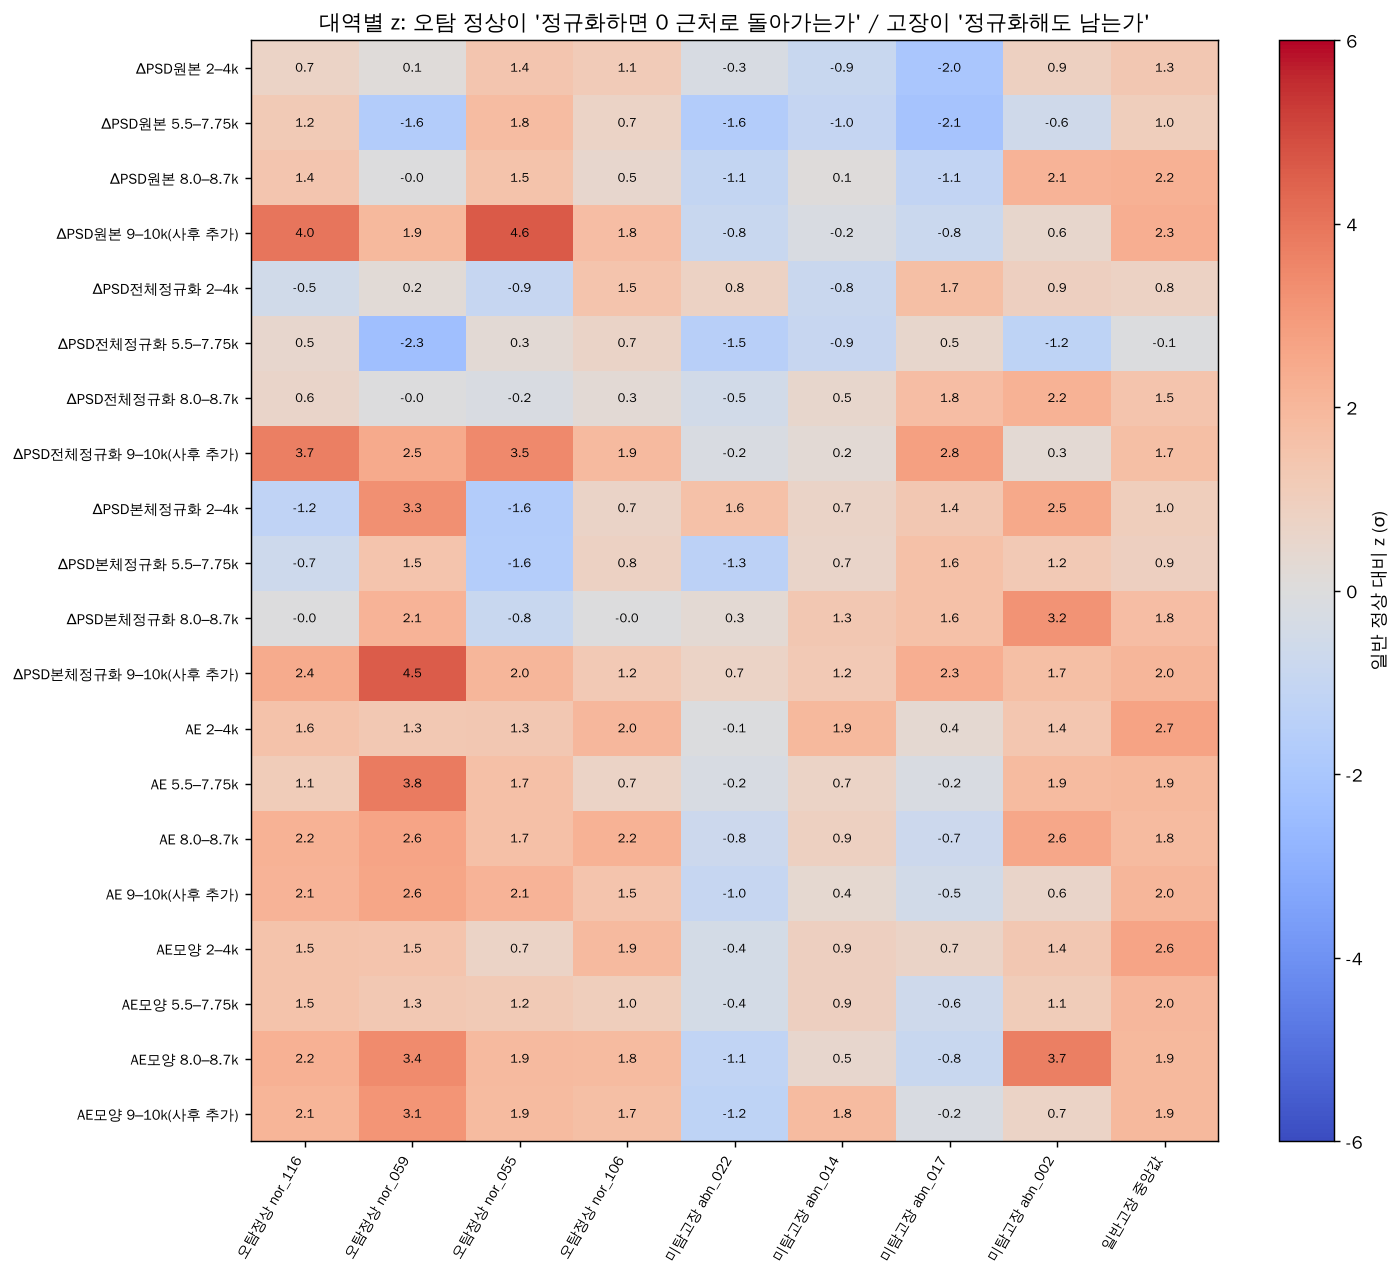 대역별 z: 오탐 정상이 '정규화하면 0 근처로 돌아가는가' / 고장이 '정규화해도 남는가'
ΔPSD원본 2–4k 0.7 0.1 1.4 1.1 -0.3 -0.9 -2.0 0.9 1.3
ΔPSD원본 5.5–7.75k 1.2 -1.6 1.8 0.7 -1.6 -1.0 -2.1 -0.6 1.0
ΔPSD원본 8.0–8.7k 1.4 -0.0 1.5 0.5 -1.1 0.1 -1.1 2.1 2.2
ΔPSD원본 9–10k(사후 추가) 4.0 1.9 4.6 1.8 -0.8 -0.2 -0.8 0.6 2.3
ΔPSD전체정규화 2–4k -0.5 0.2 -0.9 1.5 0.8 -0.8 1.7 0.9 0.8
ΔPSD전체정규화 5.5–7.75k 0.5 -2.3 0.3 0.7 -1.5 -0.9 0.5 -1.2 -0.1
ΔPSD전체정규화 8.0–8.7k 0.6 -0.0 -0.2 0.3 -0.5 0.5 1.8 2.2 1.5
ΔPSD전체정규화 9–10k(사후 추가) 3.7 2.5 3.5 1.9 -0.2 0.2 2.8 0.3 1.7
ΔPSD본체정규화 2–4k -1.2 3.3 -1.6 0.7 1.6 0.7 1.4 2.5 1.0
ΔPSD본체정규화 5.5–7.75k -0.7 1.5 -1.6 0.8 -1.3 0.7 1.6 1.2 0.9
ΔPSD본체정규화 8.0–8.7k -0.0 2.1 -0.8 -0.0 0.3 1.3 1.6 3.2 1.8
ΔPSD본체정규화 9–10k(사후 추가) 2.4 4.5 2.0 1.2 0.7 1.2 2.3 1.7 2.0
AE 2–4k 1.6 1.3 1.3 2.0 -0.1 1.9 0.4 1.4 2.7
AE 5.5–7.75k 1.1 3.8 1.7 0.7 -0.2 0.7 -0.2 1.9 1.9
AE 8.0–8.7k 2.2 2.6 1.7 2.2 -0.8 0.9 -0.7 2.6 1.8
AE 9–10k(사후 추가) 2.1 2.6 2.1 1.5 -1.0 0.4 -0.5 0.6 2.0
AE모양 2–4k 1.5 1.5 0.7 1.9 -0.4 0.9 0.7 1.4 2.6
AE모양 5.5–7.75k 1.5 1.3 1.2 1.0 -0.4 0.9 -0.6 1.1 2.0
AE모양 8.0–8.7k 2.2 3.4 1.9 1.8 -1.1 0.5 -0.8 3.7 1.9
AE모양 9–10k(사후 추가) 2.1 3.1 1.9 1.7 -1.2 1.8 -0.2 0.7 1.9
오탐정상 nor_116
오탐정상 nor_059
오탐정상 nor_055
오탐정상 nor_106
미탐고장 abn_022
미탐고장 abn_014
미탐고장 abn_017
미탐고장 abn_002
일반고장 중앙값
6
4
2
0
-2
-4
-6
일반 정상 대비 z (σ)